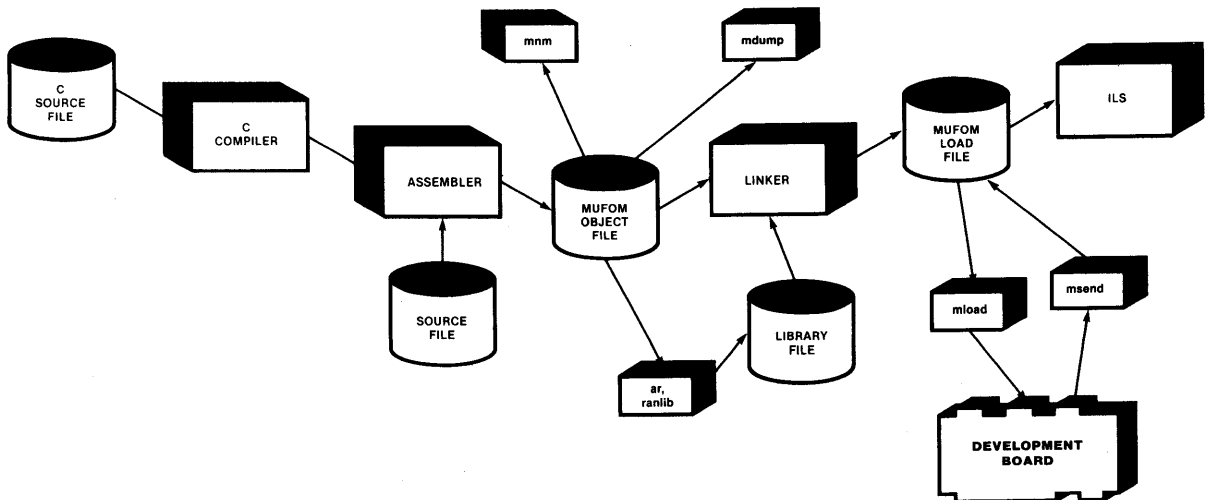 mnm
mdump
C
SOURCE
FILE
C
COMPILER
ASSEMBLER
MUFOM
OBJECT
FILE
LINKER
MUFOM
LOAD
FILE
ILS
SOURCE
FILE
ar,
ranlib
LIBRARY
FILE
mload
msend
DEVELOPMENT
BOARD